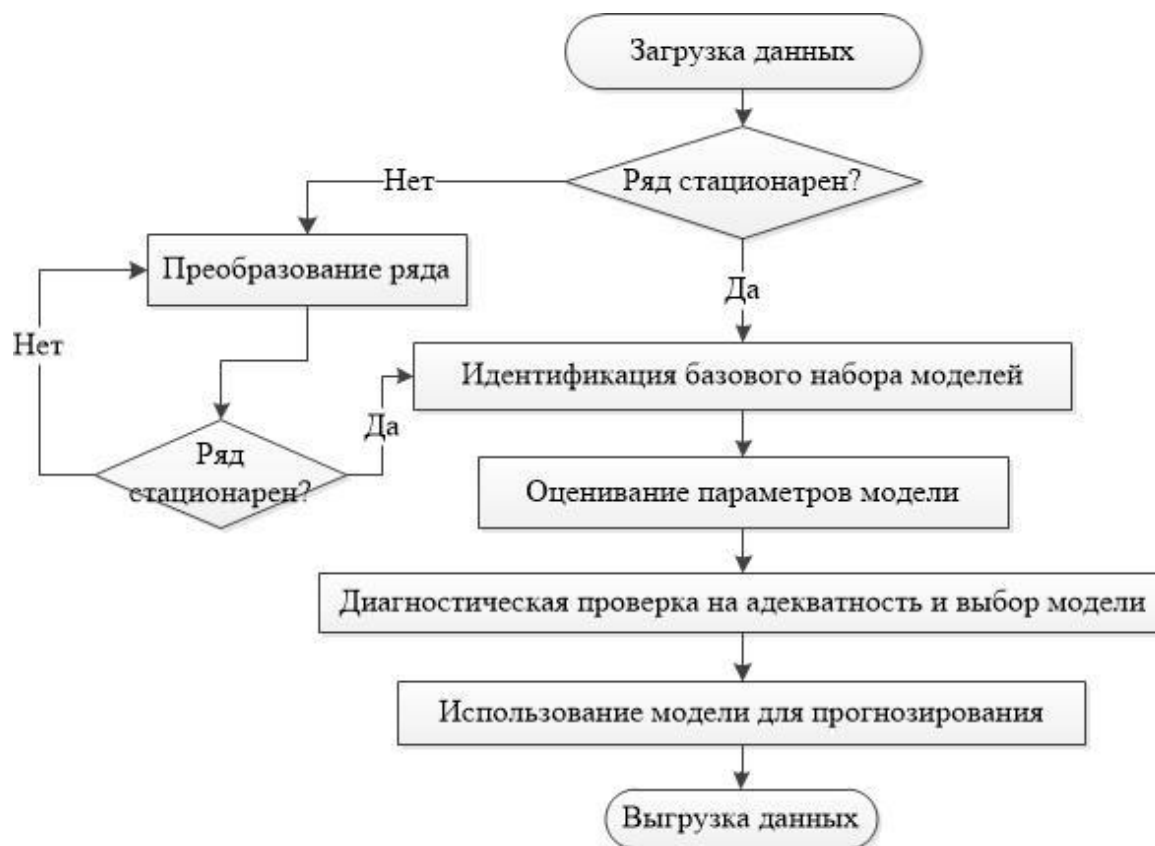 Загрузка данных
Ряд стационарен?
Нет
Преобразование ряда
Да
Нет
Идентификация базового набора моделей
Да
Ряд
стационарен?
Оценивание параметров модели
Диагностическая проверка на адекватность и выбор модели
Использование модели для прогнозирования
Выгрузка данных